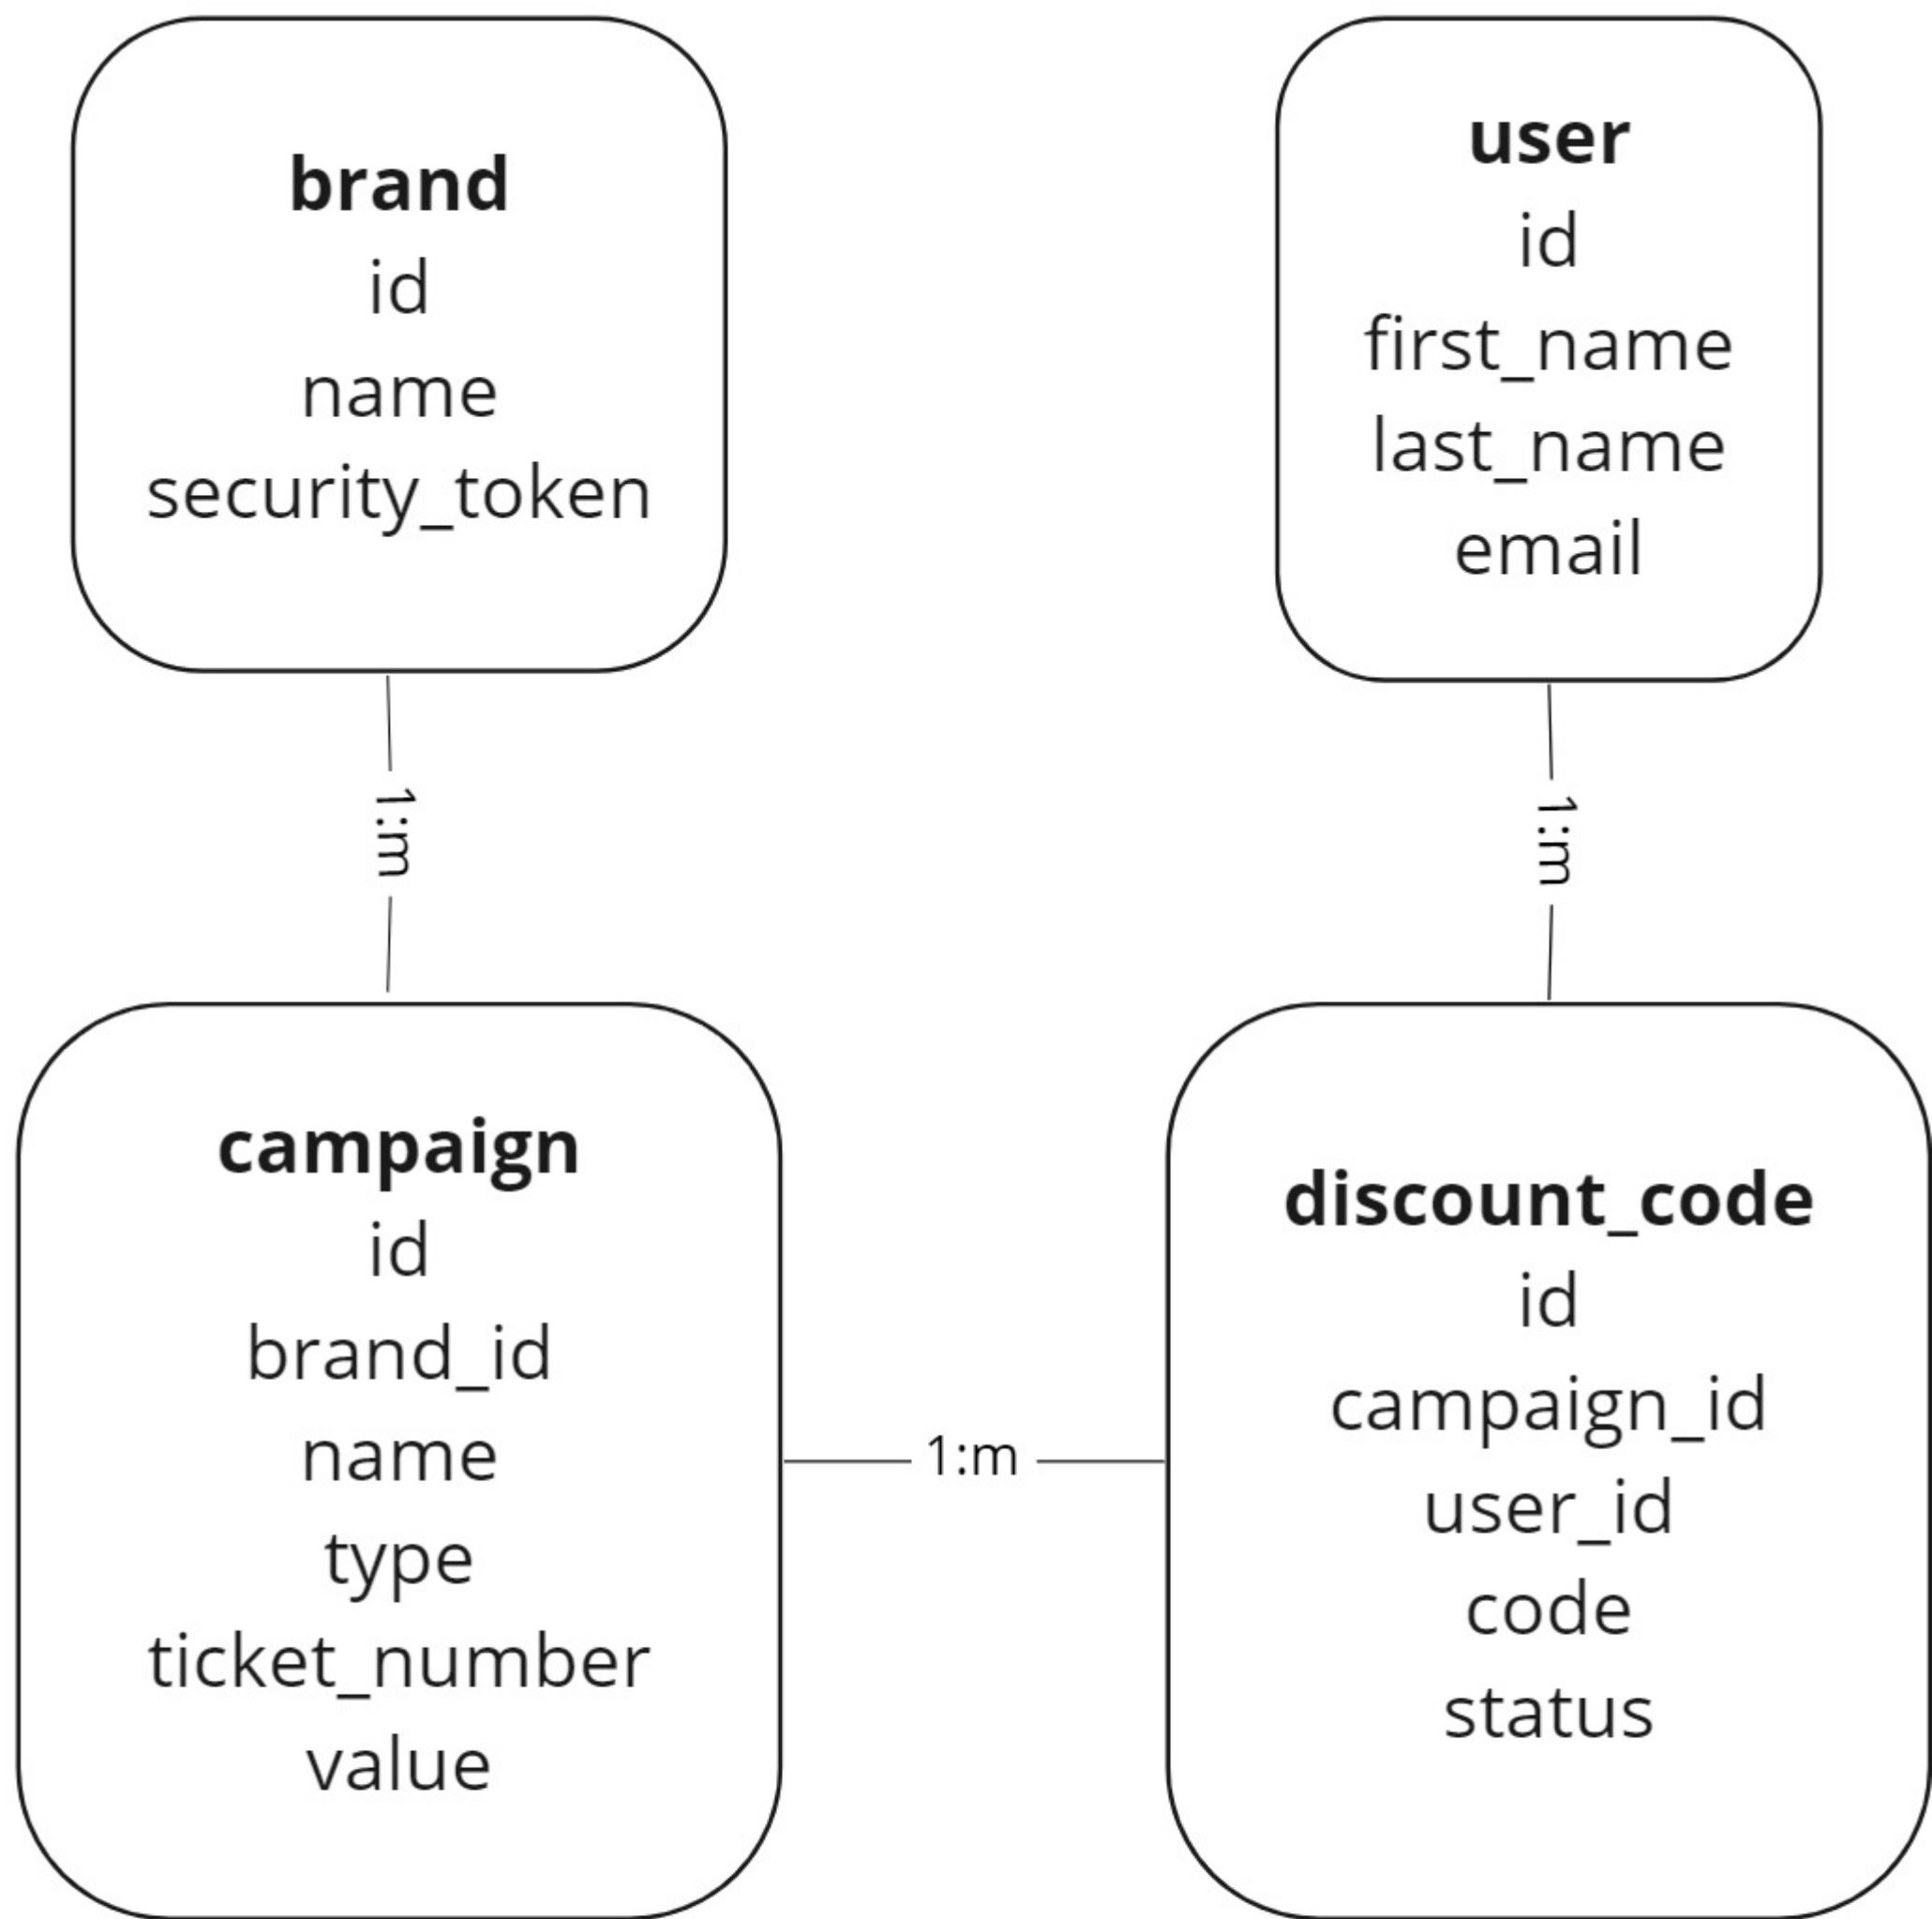 brand
id
name
security_token
user
id
first_name
last_name
email
1:m
1:m
campaign
id
brand_id
name
type
ticket_number
value
1:m
discount_code
id
campaign_id
user_id
code
status